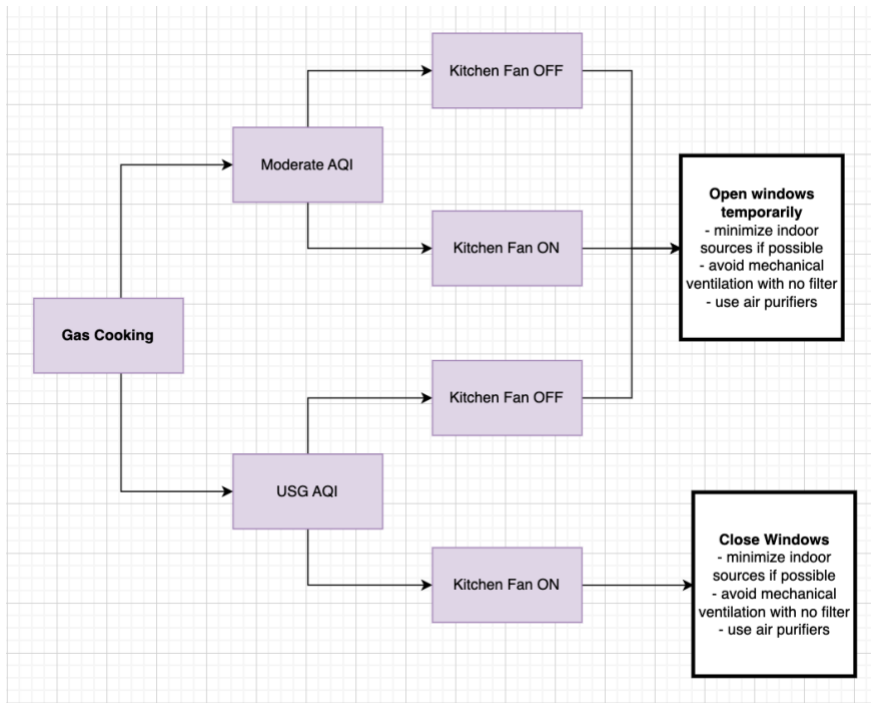 Kitchen Fan OFF
Moderate AQI
Kitchen Fan ON
Open windows
temporarily
- minimize indoor
sources if possible
- avoid mechanical
ventilation with no filter
- use air purifiers
Gas Cooking
Kitchen Fan OFF
USG AQI
Kitchen Fan ON
Close Windows
- minimize indoor
sources if possible
- avoid mechanical
ventilation with no filter
- use air purifiers